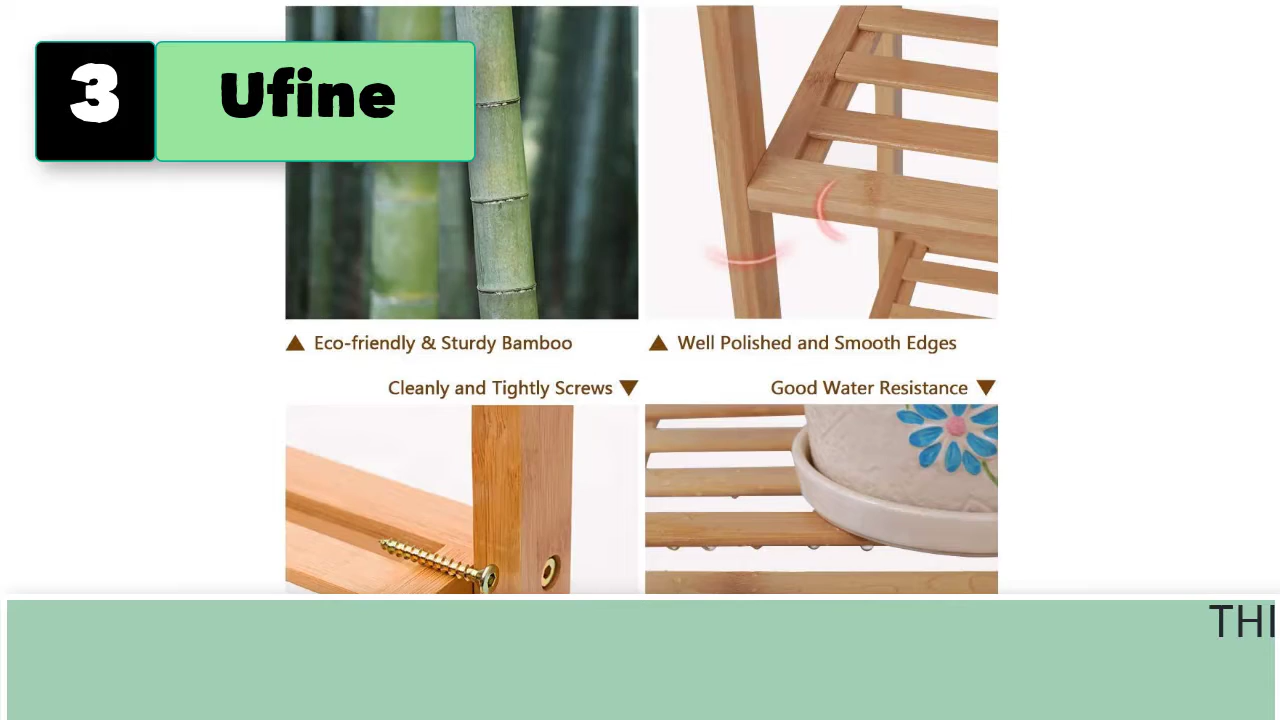 3 Ufine
▲ Eco-friendly & Sturdy Bamboo
▲ Well Polished and Smooth Edges
Cleanly and Tightly Screws ▼
Good Water Resistance ▼
THI